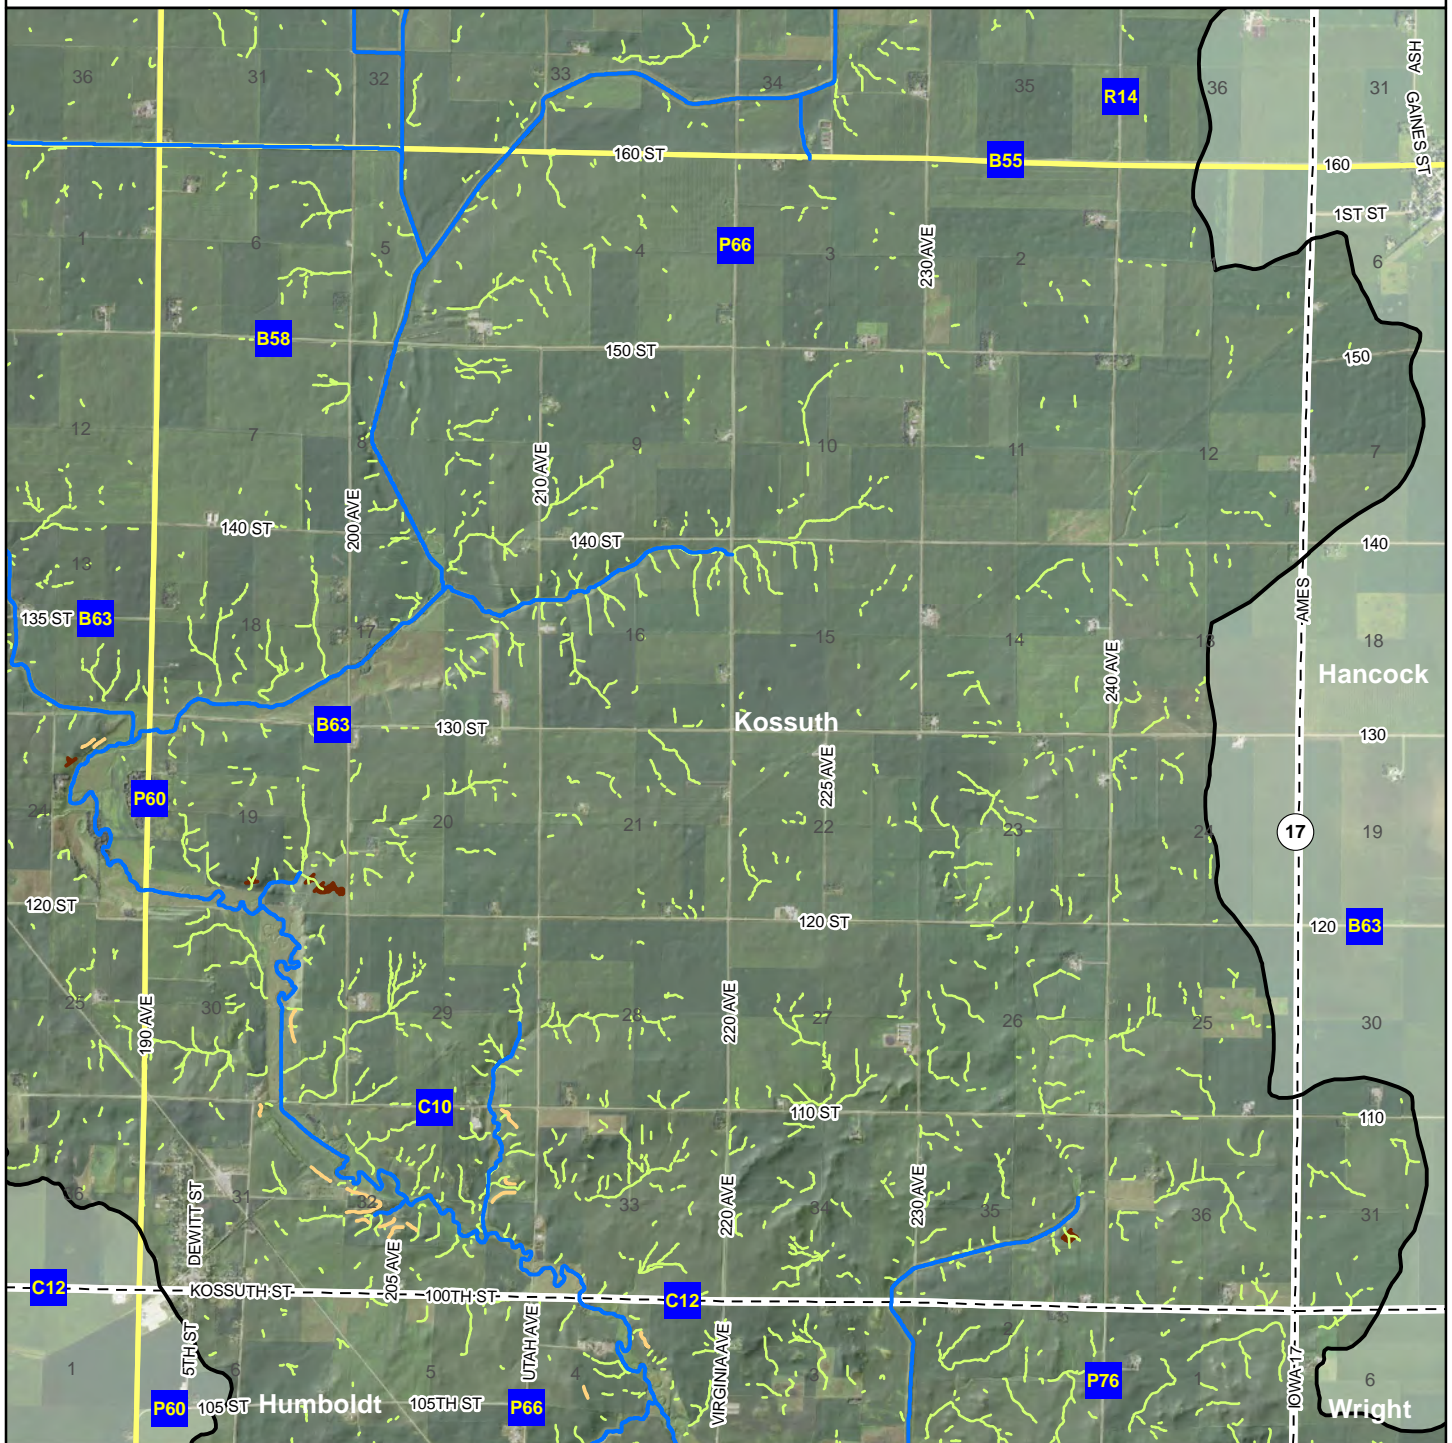 36
31
32
33
34
35
R14
36
31
HSA
GAINES ST
160 ST
B55
160
1ST ST
1
6
5
4
P66
3
230 AVE
2
6
B58
150 ST
150
12
7
8
9
10
11
12
7
210 AVE
200 AVE
140 ST
140 ST
140
13
AMES
135 ST
B63
18
17
16
15
14
13
18
240 AVE
Hancock
B63
130 ST
Kossuth
130
225 AVE
P60
24
19
20
21
22
23
24
17
19
120 ST
120 ST
120
B63
25
30
29
28
27
26
25
30
190 AVE
220 AVE
C10
110 ST
110
36
31
32
33
34
35
36
31
DEWITT ST
220 AVE
230 AVE
205 AVE
C12
KOSSUTH ST
100TH ST
C12
5TH ST
UTAH AVE
VIRGINIA AVE
IOWA 17
1
6
5
4
3
2
1
6
P76
P60
105 ST
Humboldt
105TH ST
P66
Wright